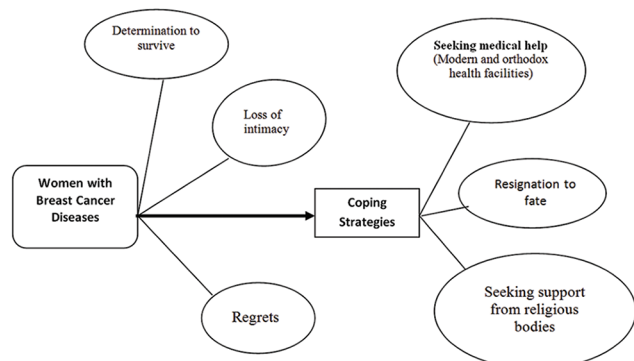 Determination to
survive
Loss of
intimacy
Women with
Breast Cancer
Diseases
Regrets
Coping
Strategies
Seeking medical help
(Modern and orthodox
health facilities)
Resignation to
fate
Seeking support
from religious
bodies